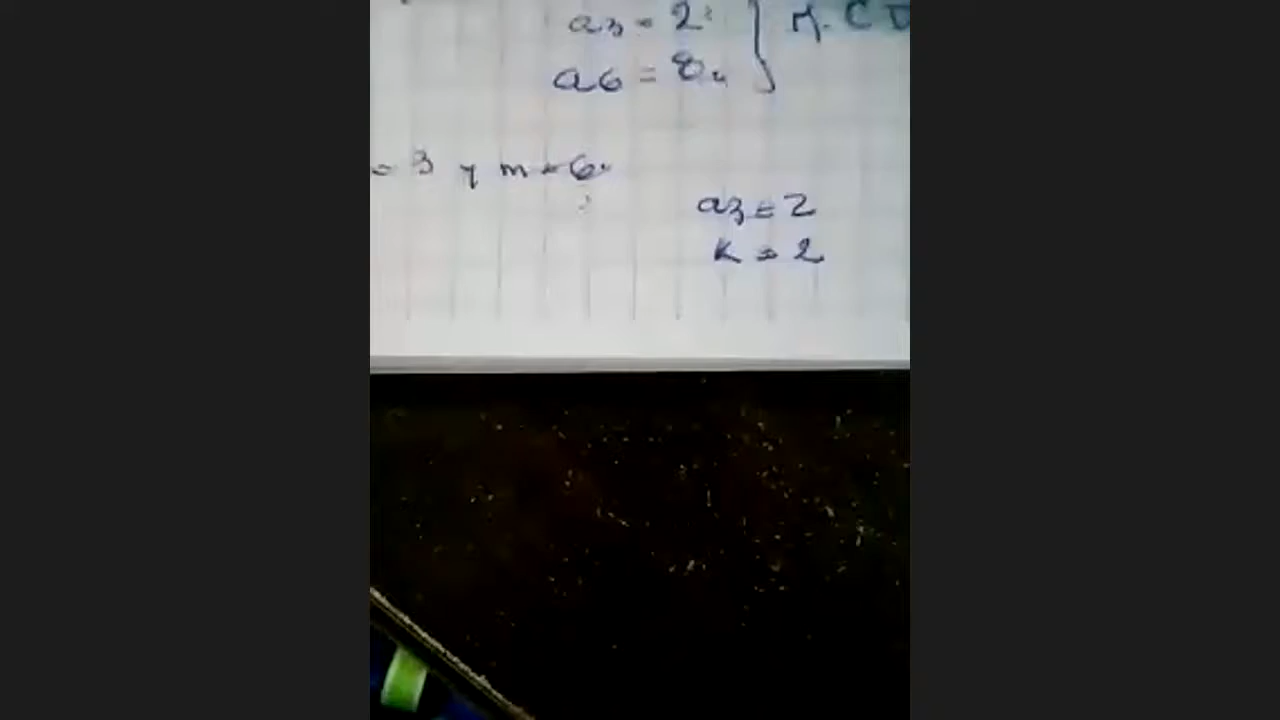 a3 = 2
a6 = 8
} M.C.D
= 3 y m = 6
a3 = 2
k = 2